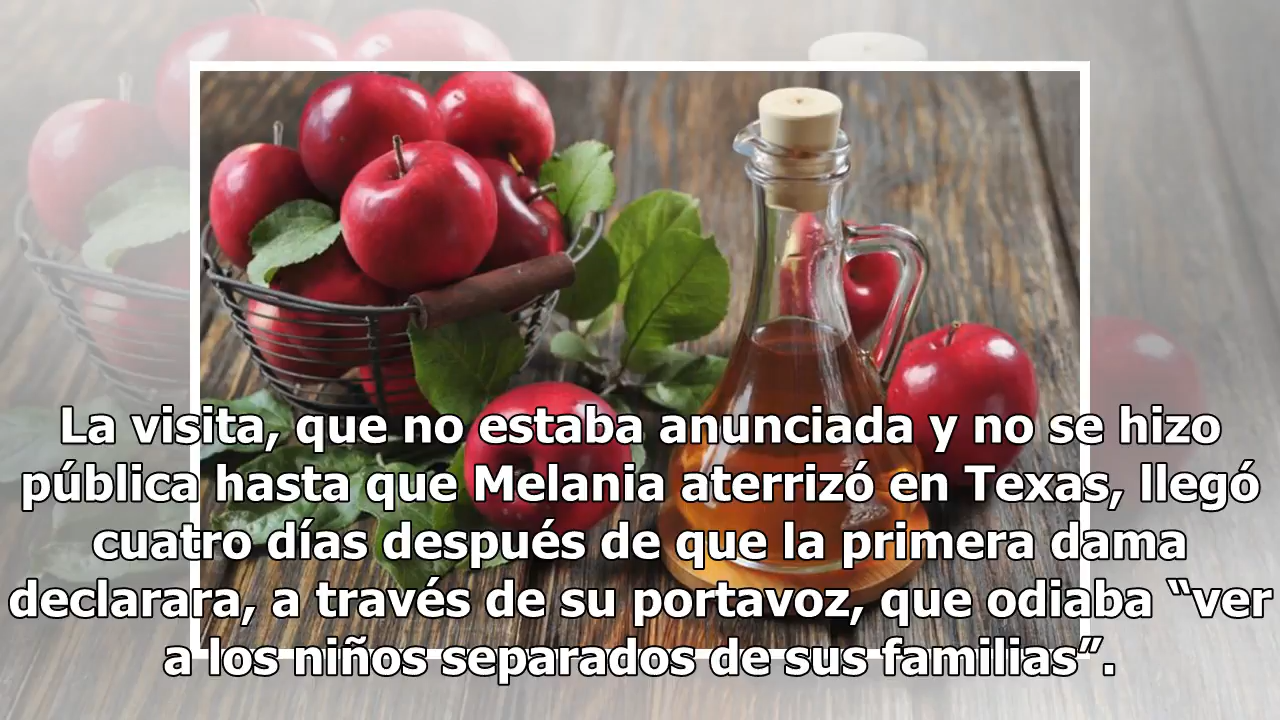 La visita, que no estaba anunciada y no se hizo
pública hasta que Melania aterrizó en Texas, llegó
cuatro días después de que la primera dama
declarara, a través de su portavoz, que odiaba “ver
a los niños separados de sus familias”.